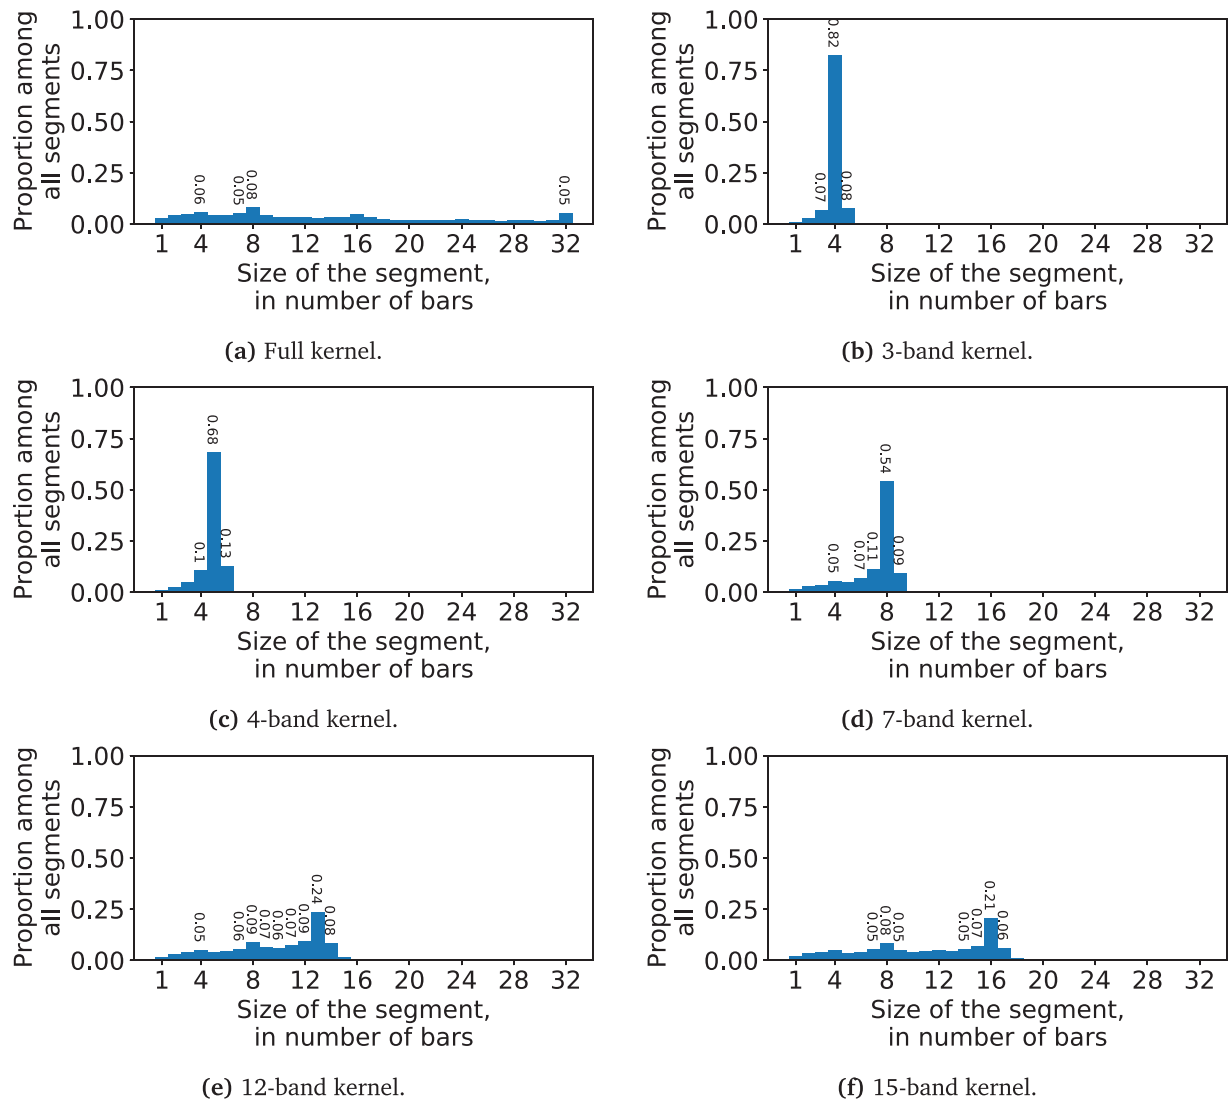 Proportion among
all segments
1.00
0.75
0.50
0.25
0.00
0.06
0.05
0.08
0.05
1 4 8 12 16 20 24 28 32
Size of the segment,
in number of bars
(a) Full kernel.
Proportion among
all segments
1.00
0.75
0.50
0.25
0.00
0.07
0.82
0.08
1 4 8 12 16 20 24 28 32
Size of the segment,
in number of bars
(b) 3-band kernel.
Proportion among
all segments
1.00
0.75
0.50
0.25
0.00
0.1
0.68
0.13
1 4 8 12 16 20 24 28 32
Size of the segment,
in number of bars
(c) 4-band kernel.
Proportion among
all segments
1.00
0.75
0.50
0.25
0.00
0.05
0.07
0.11
0.54
0.09
1 4 8 12 16 20 24 28 32
Size of the segment,
in number of bars
(d) 7-band kernel.
Proportion among
all segments
1.00
0.75
0.50
0.25
0.00
0.05
0.06
0.09
0.07
0.06
0.07
0.09
0.24
0.08
1 4 8 12 16 20 24 28 32
Size of the segment,
in number of bars
(e) 12-band kernel.
Proportion among
all segments
1.00
0.75
0.50
0.25
0.00
0.05
0.08
0.05
0.05
0.07
0.21
0.06
1 4 8 12 16 20 24 28 32
Size of the segment,
in number of bars
(f) 15-band kernel.